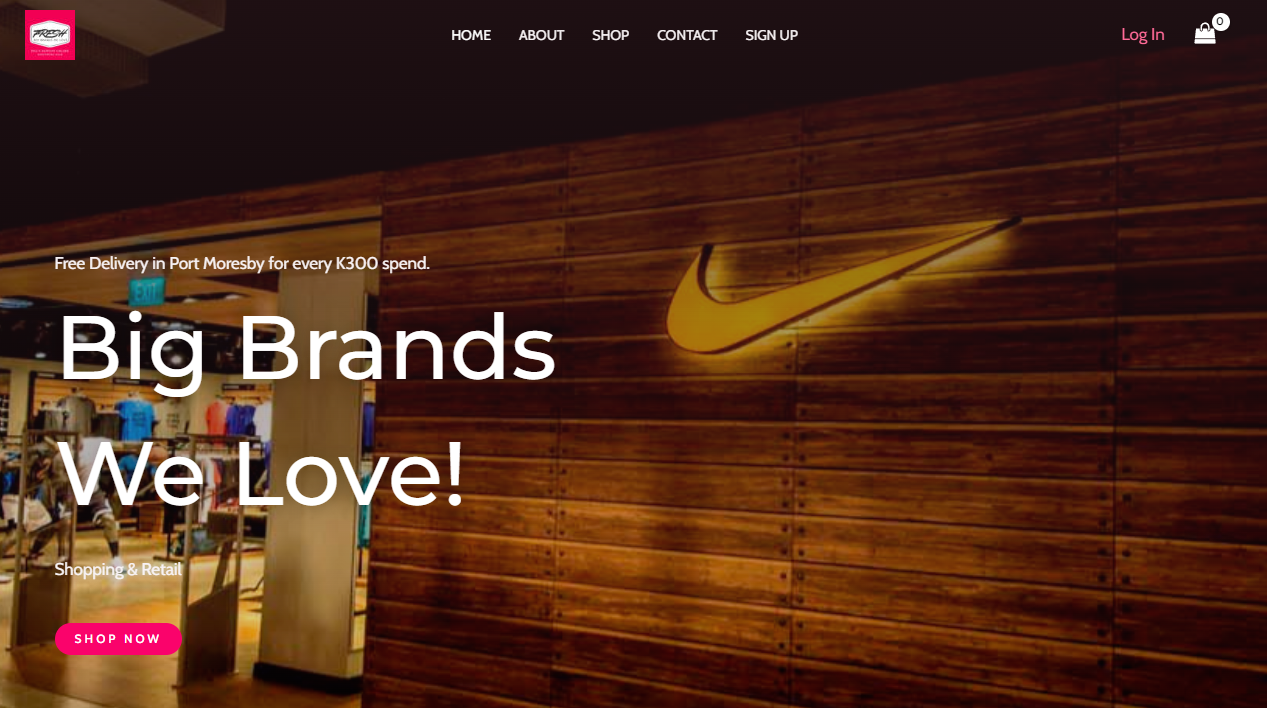 FRESH
HOME ABOUT SHOP CONTACT SIGN UP
Log In
0
Free Delivery in Port Moresby for every K300 spend.
EXIT
Big Brands
We Love!
Shopping & Retail
SHOP NOW